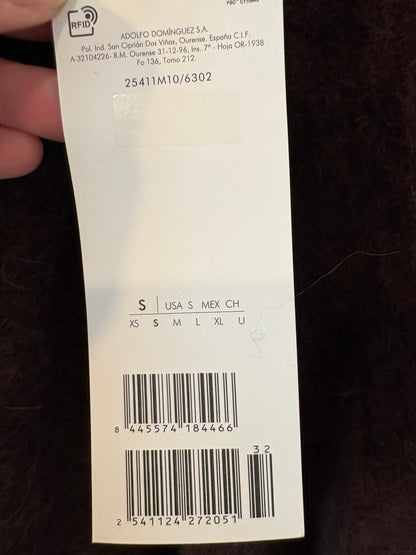 RFID
ADOLFO DOMÍNGUEZ S.A.
Pol. Ind. San Ciprián Das Viñas, Ourense. España C.I.F.
A-32104226- R.M. Ourense 31-12-96, Ins. 7ª - Hoja OR-1938
Fo 136, Tomo 212.
25411M10/6302
S USA S MEX CH
XS S M L XL U
8 445574 184466
32
2 541124 272051